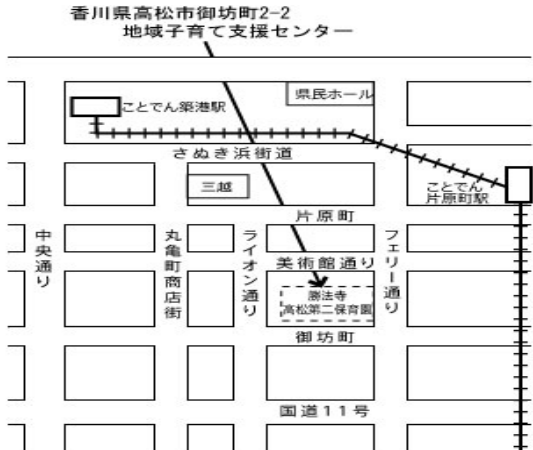 香川県高松市御坊町2-2
地域子育て支援センター
県民ホール
ことでん築港駅
さぬき浜街道
三越
ことでん
片原町駅
片原町
中央通り
丸亀町商店街
ライオン通り
フェリー通り
美術館通り
勝法寺
高松第二保育園
御坊町
国道11号